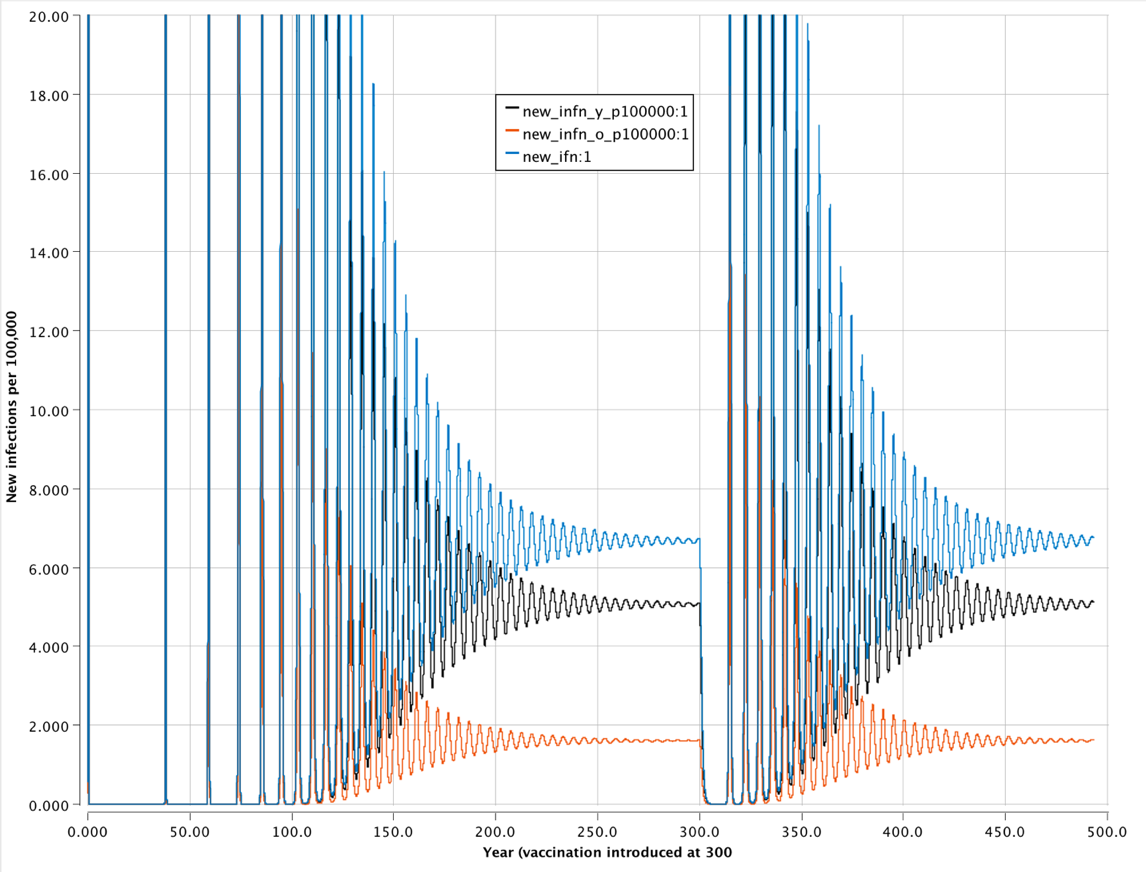 20.00
18.00
16.00
14.00
12.00
10.00
8.000
6.000
4.000
2.000
0.000
New infections per 100,000
new_infn_y_p100000:1
new_infn_o_p100000:1
new_ifn:1
0.000 50.00 100.0 150.0 200.0 250.0 300.0 350.0 400.0 450.0 500.0
Year (vaccination introduced at 300